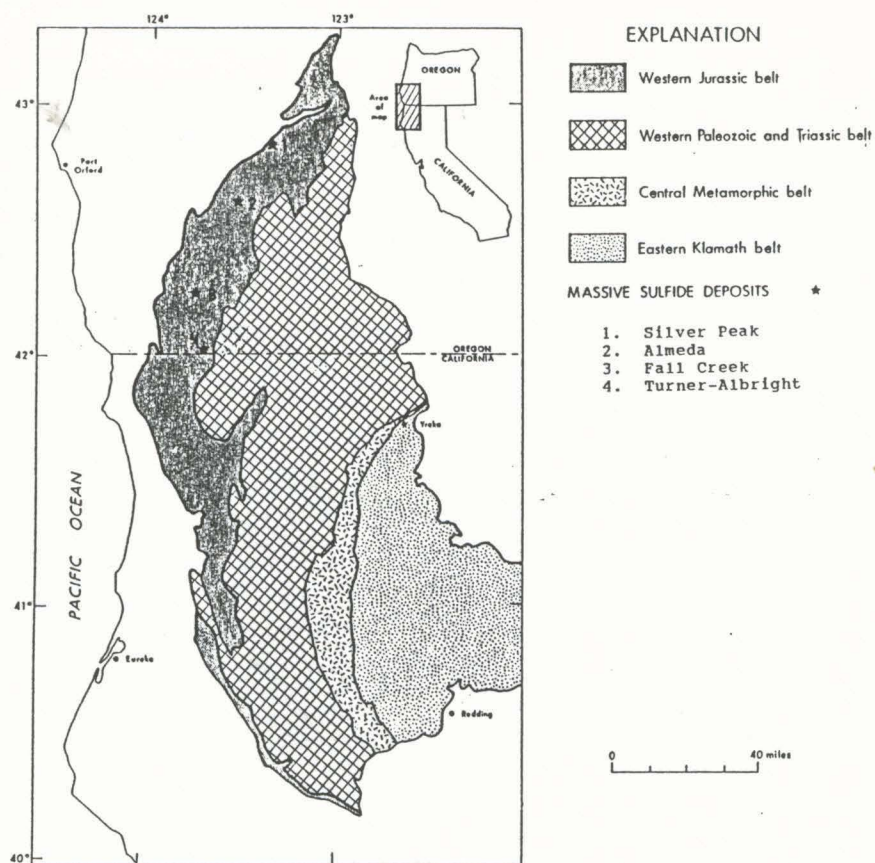 124°
123°
43°
42°
41°
40°
Port
Orford
OREGON
Area
of
map
CALIFORNIA
OREGON
CALIFORNIA
Yreka
PACIFIC OCEAN
Eureka
Redding
EXPLANATION
Western Jurassic belt
Western Paleozoic and Triassic belt
Central Metamorphic belt
Eastern Klamath belt
MASSIVE SULFIDE DEPOSITS ★
1. Silver Peak
2. Almeda
3. Fall Creek
4. Turner-Albright
0 40 miles